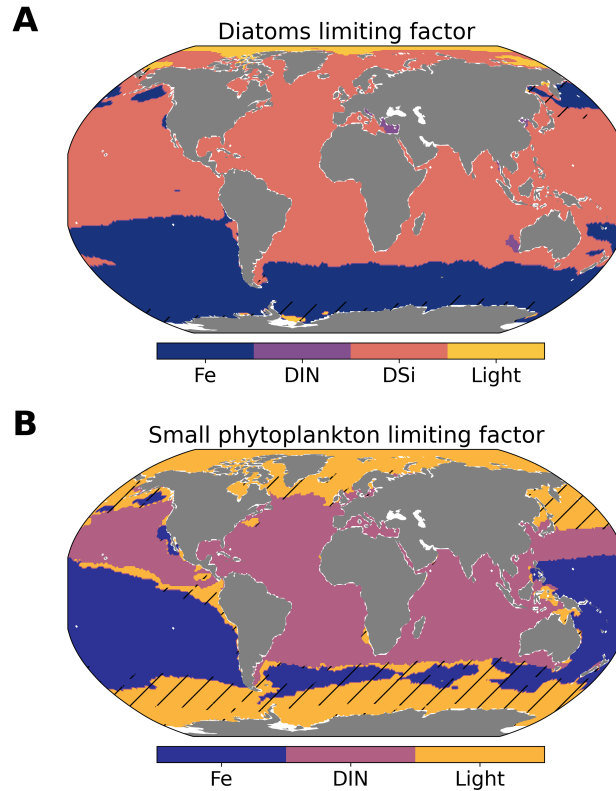 A
Diatoms limiting factor
Fe DIN DSi Light
B
Small phytoplankton limiting factor
Fe DIN Light